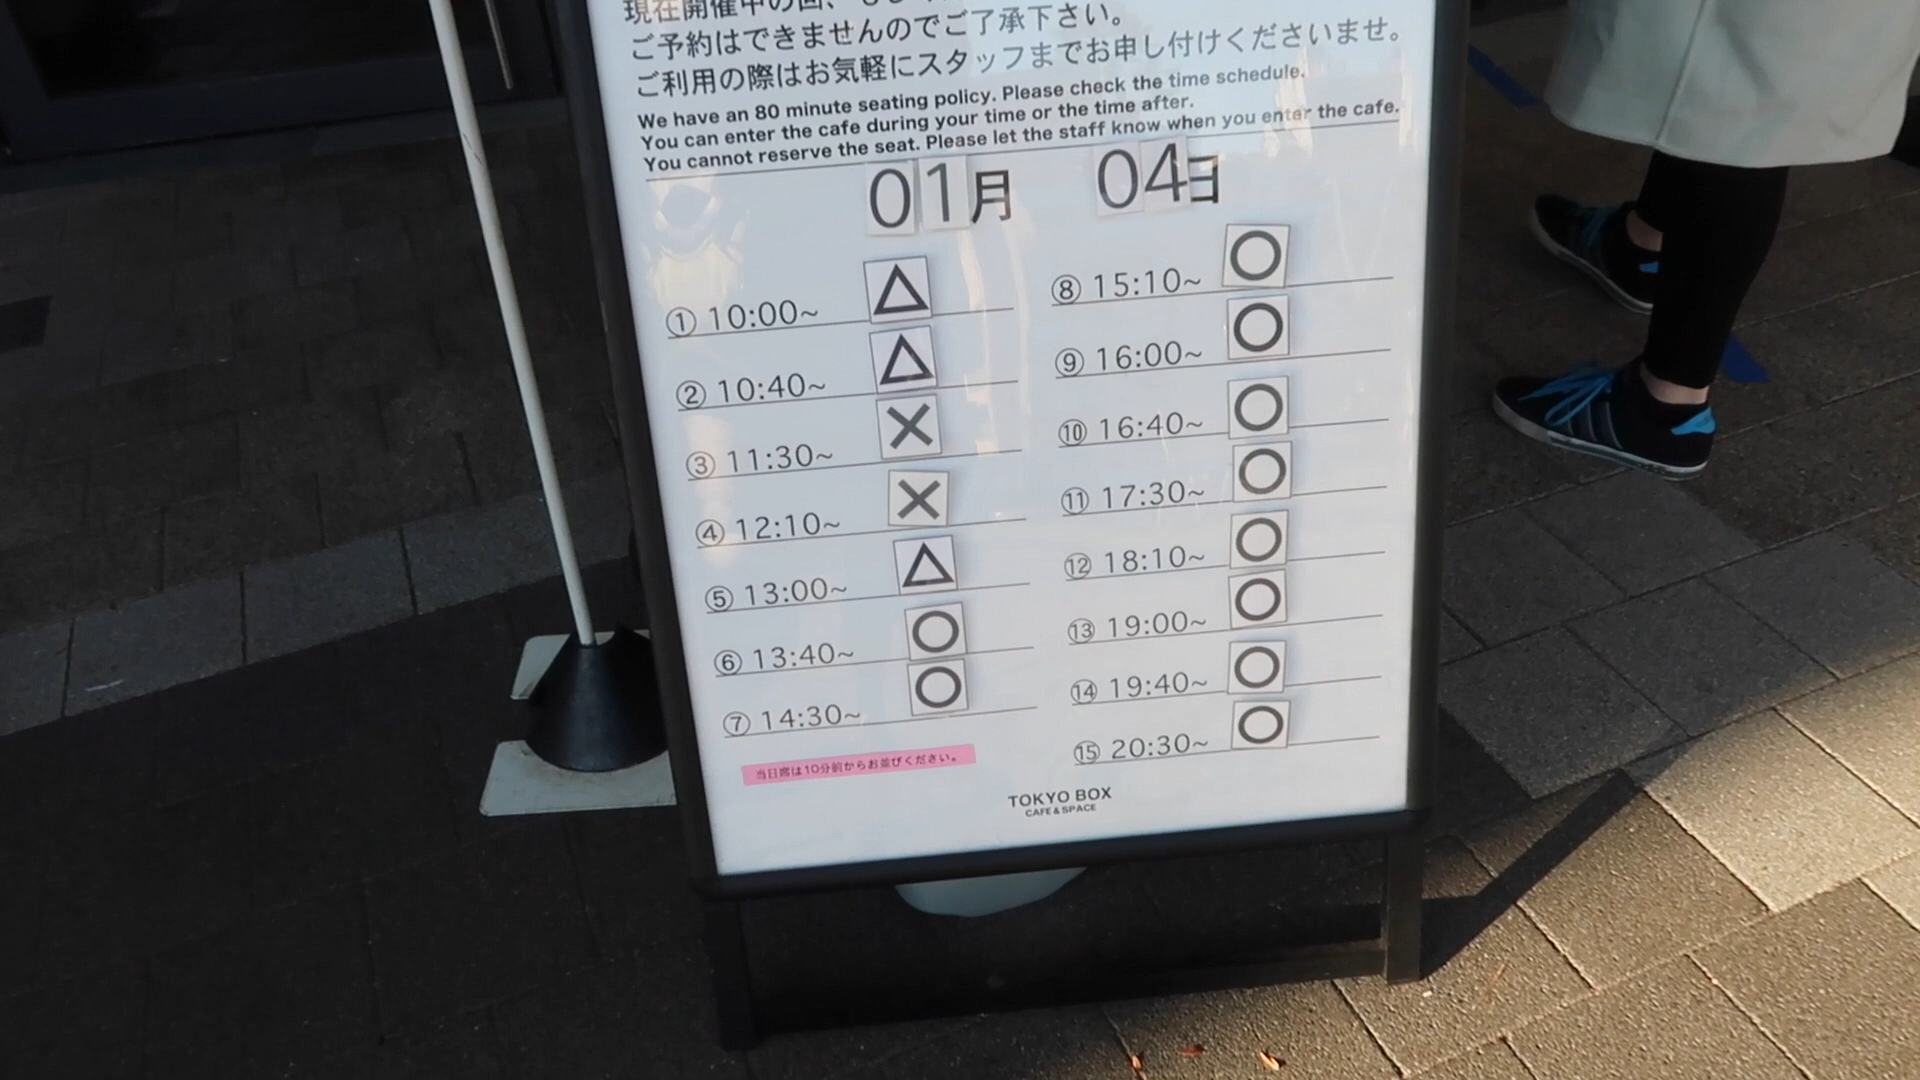 ご予約はできませんのでご了承下さい。
ご利用の際はお気軽にスタッフまでお申し付けくださいませ。
We have an 80 minute seating policy. Please check the time schedule.
You can enter the cafe during your time or the time after.
You cannot reserve the seat. Please let the staff know when you enter the cafe.
01月 04日
① 10:00~ △
② 10:40~ △
③ 11:30~ ×
④ 12:10~ ×
⑤ 13:00~ △
⑥ 13:40~ ○
⑦ 14:30~ ○
当日席は10分前からお並びください。
⑧ 15:10~ ○
⑨ 16:00~ ○
⑩ 16:40~ ○
⑪ 17:30~ ○
⑫ 18:10~ ○
⑬ 19:00~ ○
⑭ 19:40~ ○
⑮ 20:30~ ○
TOKYO BOX
CAFE & SPACE